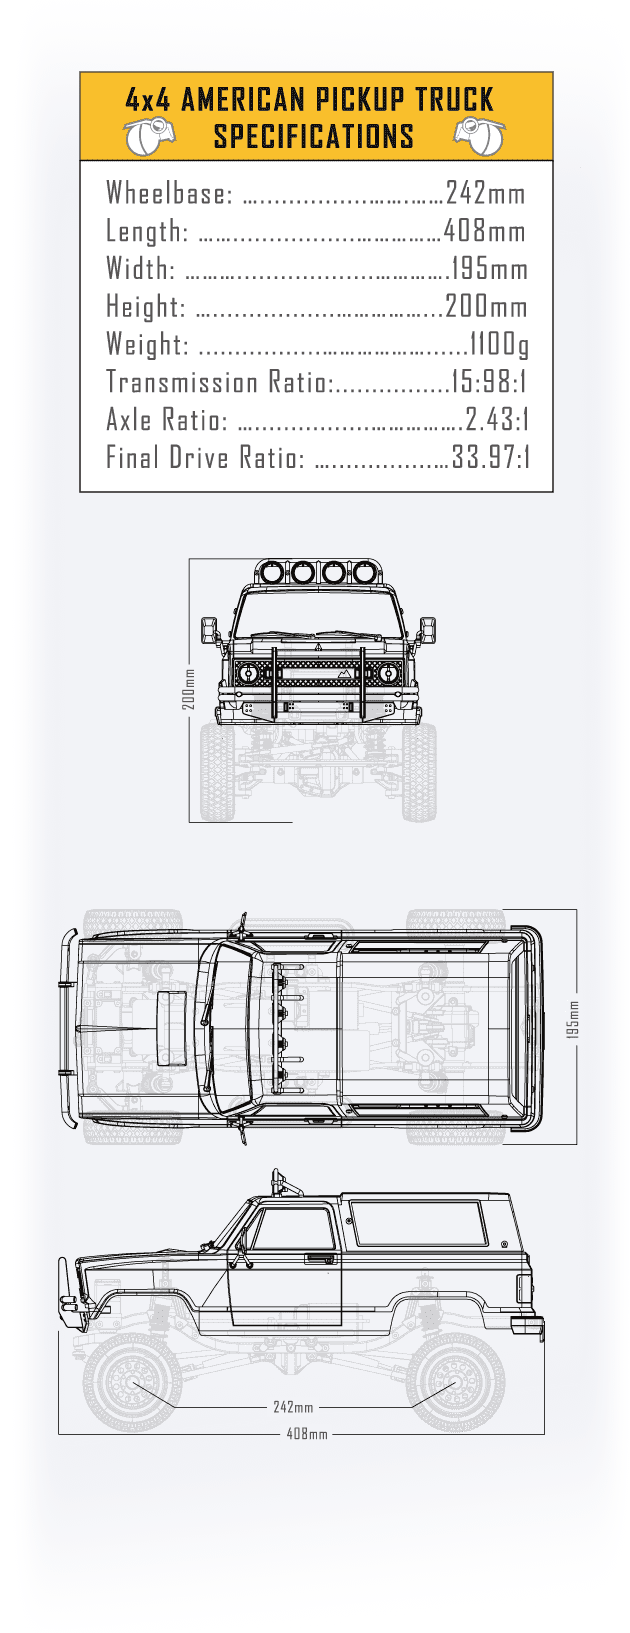 4x4 AMERICAN PICKUP TRUCK
SPECIFICATIONS
Wheelbase: ..............................242mm
Length: ....................................408mm
Width: ......................................195mm
Height: ....................................200mm
Weight: ....................................1100g
Transmission Ratio:.................15:98:1
Axle Ratio: ..............................2.43:1
Final Drive Ratio: ....................33.97:1
200mm
195mm
242mm
408mm